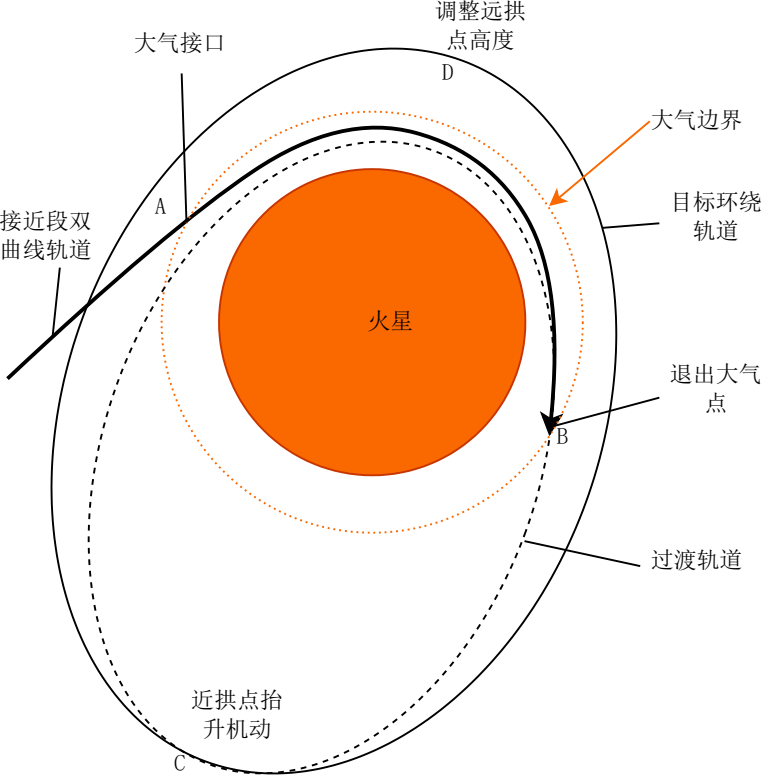 调整远拱
点高度
D
大气接口
大气边界
A
目标环绕
轨道
接近段双
曲线轨道
火星
退出大气
点
B
过渡轨道
近拱点抬
升机动
C